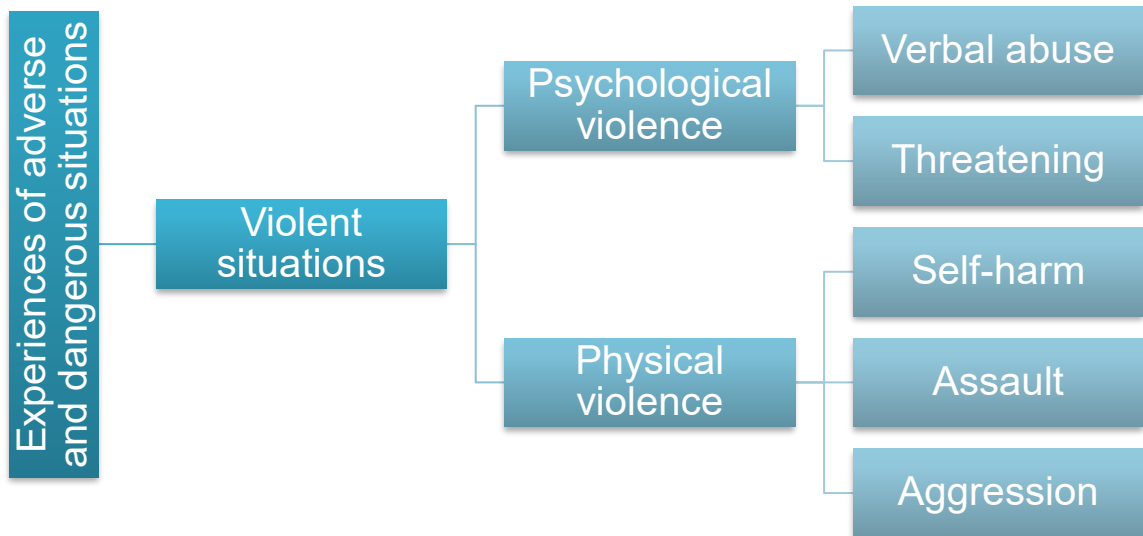 Experiences of adverse
and dangerous situations
Violent
situations
Psychological
violence
Verbal abuse
Threatening
Physical
violence
Self-harm
Assault
Aggression